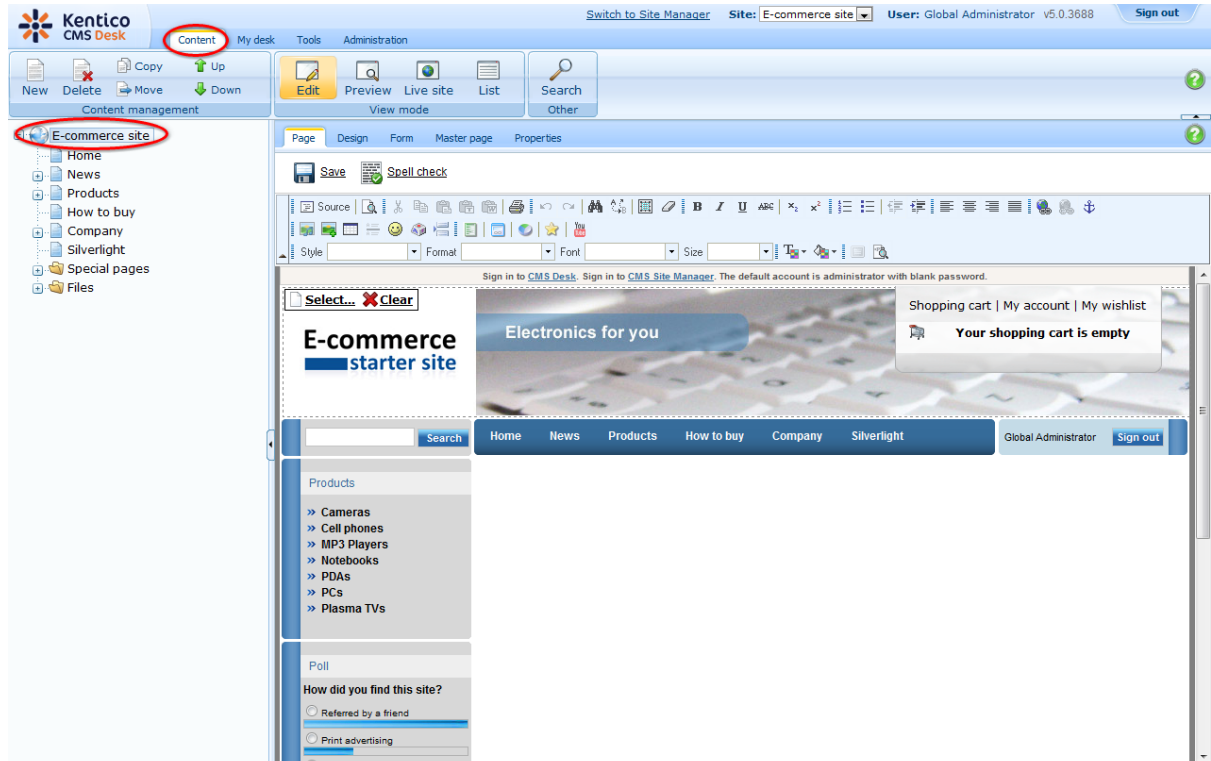 Kentico
CMS Desk
Switch to Site Manager Site: E-commerce site User: Global Administrator v5.0.3688 Sign out
Content My desk Tools Administration
New Delete Copy Move Up Down
Content management
Edit Preview Live site List
View mode
Search
Other
E-commerce site
Home
News
Products
How to buy
Company
Silverlight
Special pages
Files
Page Design Form Master page Properties
Save Spell check
Source B I U ABC x₂ x²
You
Style Format Font Size
Sign in to CMS Desk. Sign in to CMS Site Manager. The default account is administrator with blank password.
Select... Clear
E-commerce
starter site
Electronics for you
Shopping cart | My account | My wishlist
Your shopping cart is empty
Search Home News Products How to buy Company Silverlight Global Administrator Sign out
Products
» Cameras
» Cell phones
» MP3 Players
» Notebooks
» PDAs
» PCs
» Plasma TVs
Poll
How did you find this site?
Referred by a friend
Print advertising